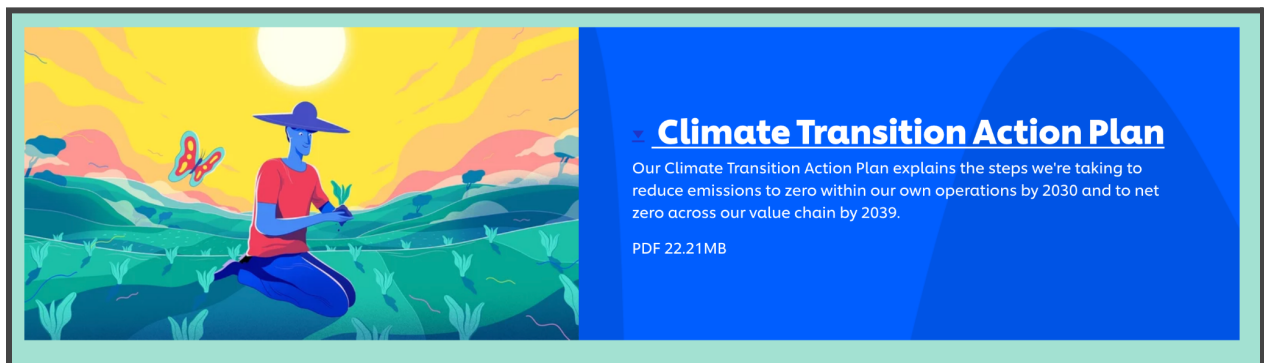 Climate Transition Action Plan
Our Climate Transition Action Plan explains the steps we're taking to
reduce emissions to zero within our own operations by 2030 and to net
zero across our value chain by 2039.
PDF 22.21MB